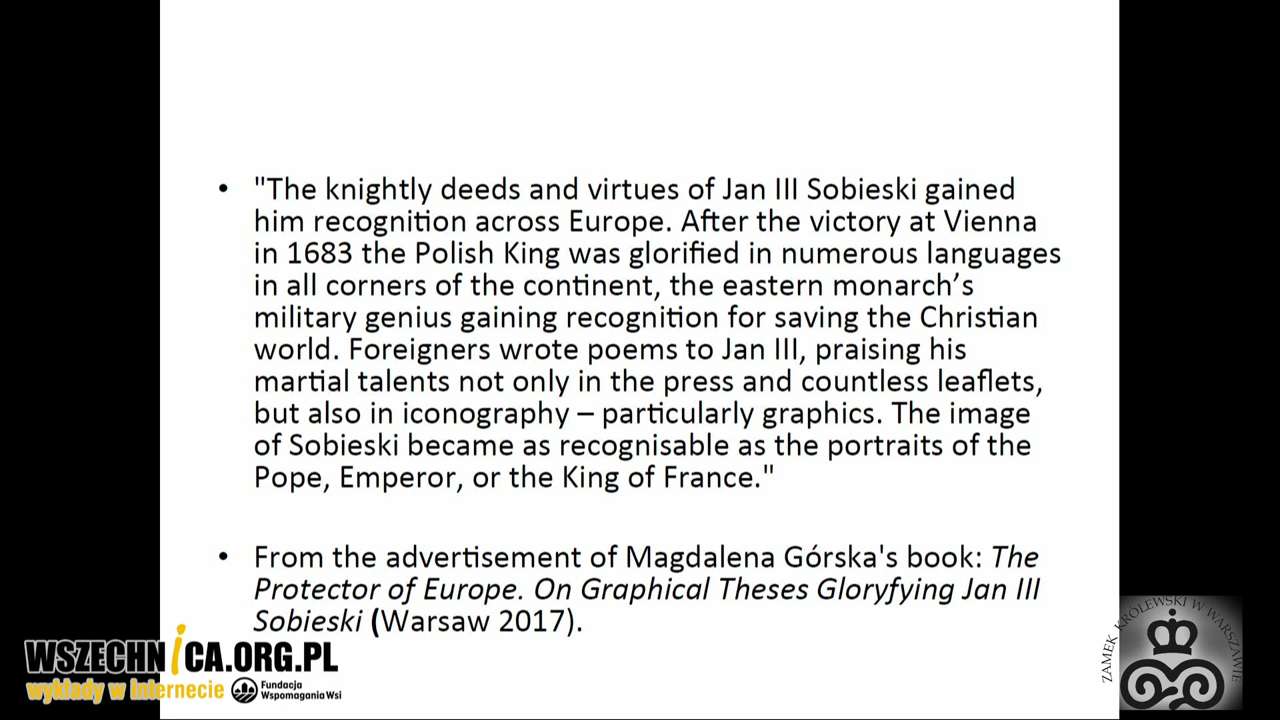 • "The knightly deeds and virtues of Jan III Sobieski gained
him recognition across Europe. After the victory at Vienna
in 1683 the Polish King was glorified in numerous languages
in all corners of the continent, the eastern monarch’s
military genius gaining recognition for saving the Christian
world. Foreigners wrote poems to Jan III, praising his
martial talents not only in the press and countless leaflets,
but also in iconography – particularly graphics. The image
of Sobieski became as recognisable as the portraits of the
Pope, Emperor, or the King of France."
• From the advertisement of Magdalena Górska's book: The
Protector of Europe. On Graphical Theses Gloryfying Jan III
Sobieski (Warsaw 2017).
WSZECHNiCA.ORG.PL
wykłady w Internecie
Fundacja
Wspomagania Wsi
ZAMEK KRÓLEWSKI W WARSZAWIE